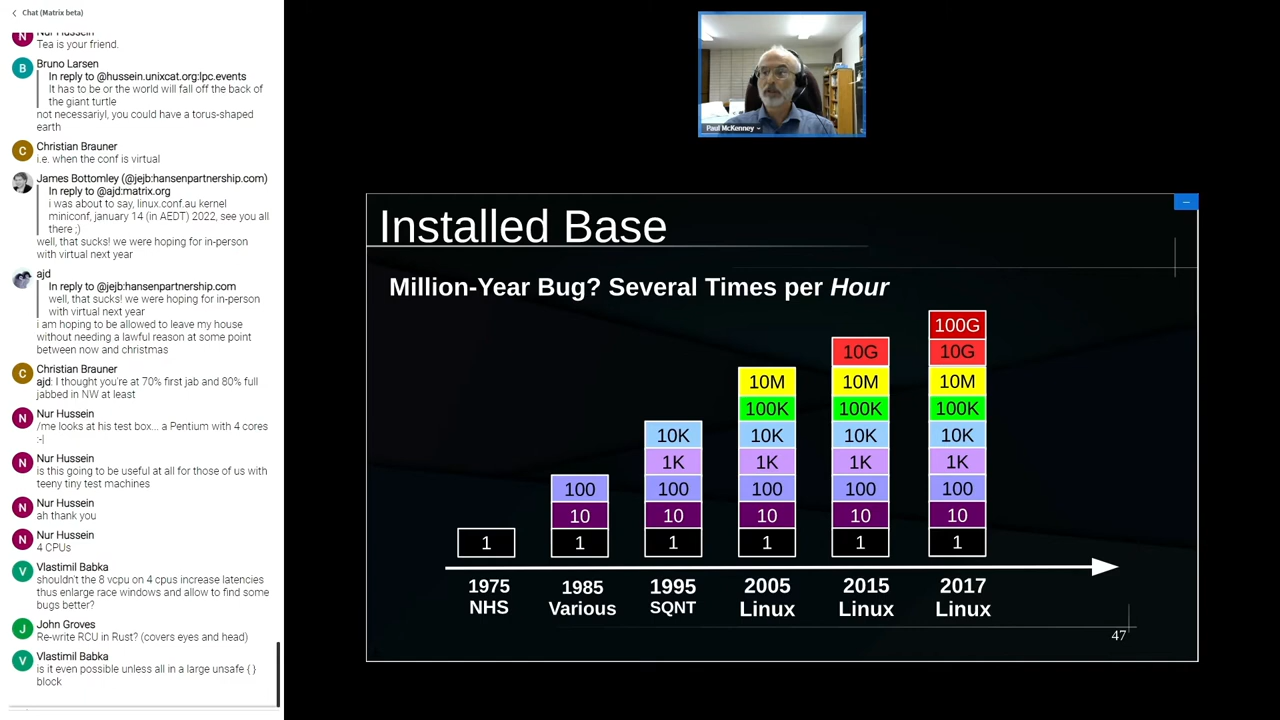 Chat (Matrix beta)
Nur Hussein
Tea is your friend.
Bruno Larsen
In reply to @hussein.unixcat.org:lpc.events
It has to be or the world will fall off the back of
the giant turtle
not necessariyl, you could have a torus-shaped
earth
Christian Brauner
i.e. when the conf is virtual
James Bottomley (@jejb:hansenpartnership.com)
In reply to @ajd:matrix.org
i was about to say, linux.conf.au kernel
miniconf, january 14 (in AEDT) 2022, see you all
there ;)
well, that sucks! we were hoping for in-person
with virtual next year
ajd
In reply to @jejb:hansenpartnership.com
well, that sucks! we were hoping for in-person
with virtual next year
i am hoping to be allowed to leave my house
without needing a lawful reason at some point
between now and christmas
Christian Brauner
ajd: I thought you're at 70% first jab and 80% full
jabbed in NW at least
N
Nur Hussein
/me looks at his test box... a Pentium with 4 cores
:-|
N
Nur Hussein
is this going to be useful at all for those of us with
teeny tiny test machines
N
Nur Hussein
ah thank you
N
Nur Hussein
4 CPUs
V
Vlastimil Babka
shouldn't the 8 vcpu on 4 cpus increase latencies
thus enlarge race windows and allow to find some
bugs better?
J
John Groves
Re-write RCU in Rust? (covers eyes and head)
V
Vlastimil Babka
is it even possible unless all in a large unsafe { }
block
Paul McKenney
Installed Base
Million-Year Bug? Several Times per Hour
1
100
10
1
10K
1K
100
10
1
10M
100K
10K
1K
100
10
1
10G
10M
100K
10K
1K
100
10
1
100G
10G
10M
100K
10K
1K
100
10
1
1975 1985 1995 2005 2015 2017
NHS Various SQNT Linux Linux Linux
47